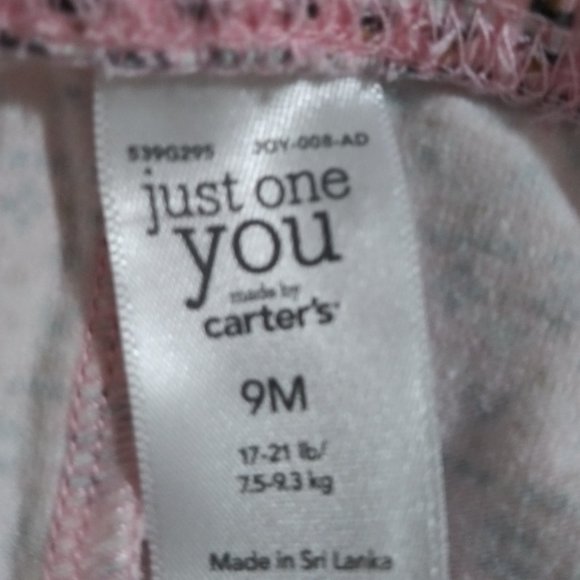 539G295 JOY-008-AD
just one
you
made by
carter's
9M
17-21 lb/
7.5-9.3 kg
Made in Sri Lanka